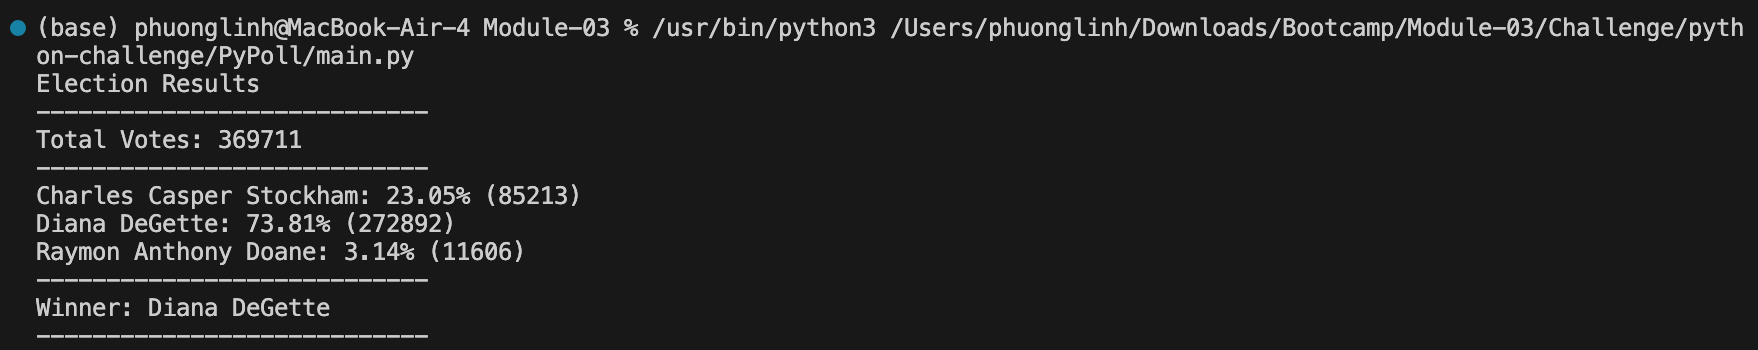 (base) phuonglinh@MacBook-Air-4 Module-03 % /usr/bin/python3 /Users/phuonglinh/Downloads/Bootcamp/Module-03/Challenge/pyth
on-challenge/PyPoll/main.py
Election Results
----------------------------
Total Votes: 369711
----------------------------
Charles Casper Stockham: 23.05% (85213)
Diana DeGette: 73.81% (272892)
Raymon Anthony Doane: 3.14% (11606)
----------------------------
Winner: Diana DeGette
----------------------------